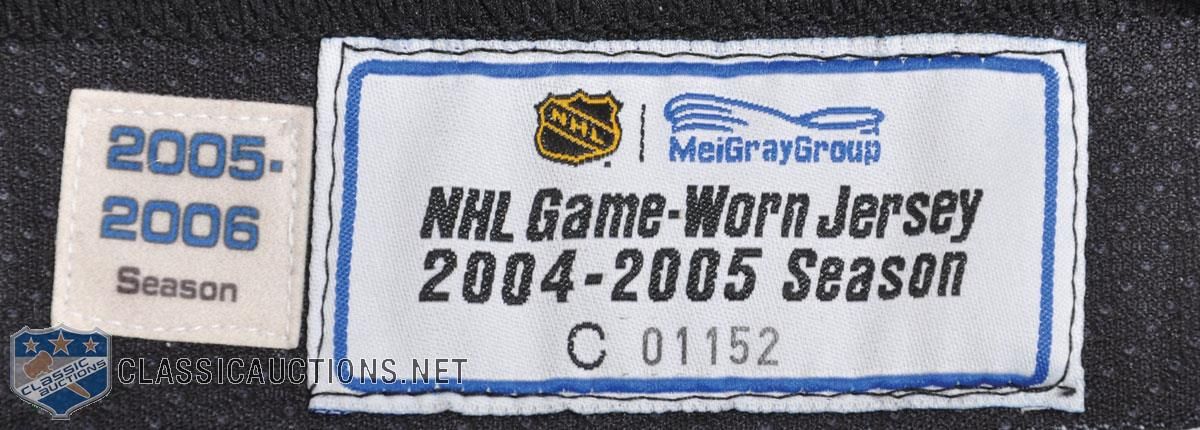 2005-
2006
Season
NHL
MeiGrayGroup
NHL Game-Worn Jersey
2004-2005 Season
C 01152
CLASSIC
AUCTIONS
CLASSICAUCTIONS.NET